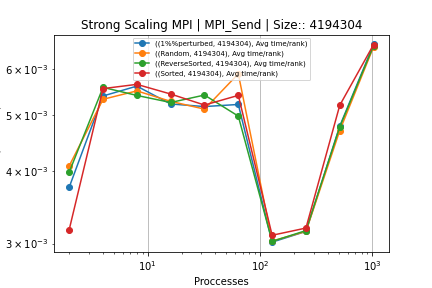 Strong Scaling MPI | MPI_Send | Size:: 4194304
((1%%perturbed, 4194304), Avg time/rank)
((Random, 4194304), Avg time/rank)
((ReverseSorted, 4194304), Avg time/rank)
((Sorted, 4194304), Avg time/rank)
6 × 10⁻³
5 × 10⁻³
4 × 10⁻³
3 × 10⁻³
10¹ 10² 10³
Proccesses